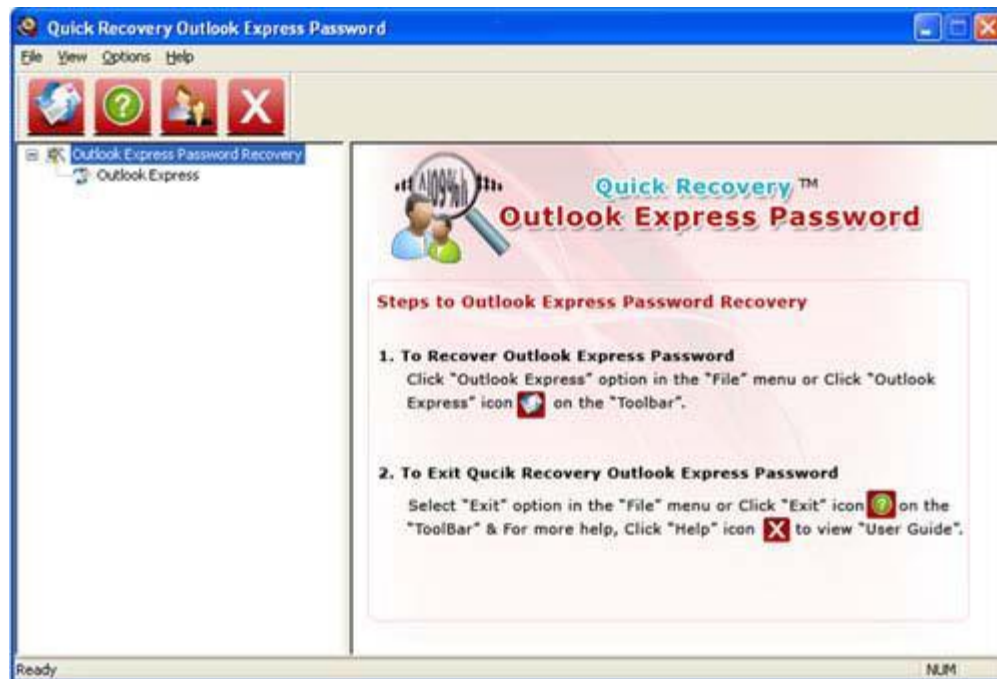 Quick Recovery Outlook Express Password
File View Options Help
Outlook Express Password Recovery
Outlook Express
Quick Recovery ™
Outlook Express Password
Steps to Outlook Express Password Recovery
1. To Recover Outlook Express Password
Click "Outlook Express" option in the "File" menu or Click "Outlook
Express" icon on the "Toolbar".
2. To Exit Qucik Recovery Outlook Express Password
Select "Exit" option in the "File" menu or Click "Exit" icon on the
"ToolBar" & For more help, Click "Help" icon to view "User Guide".
Ready NUM